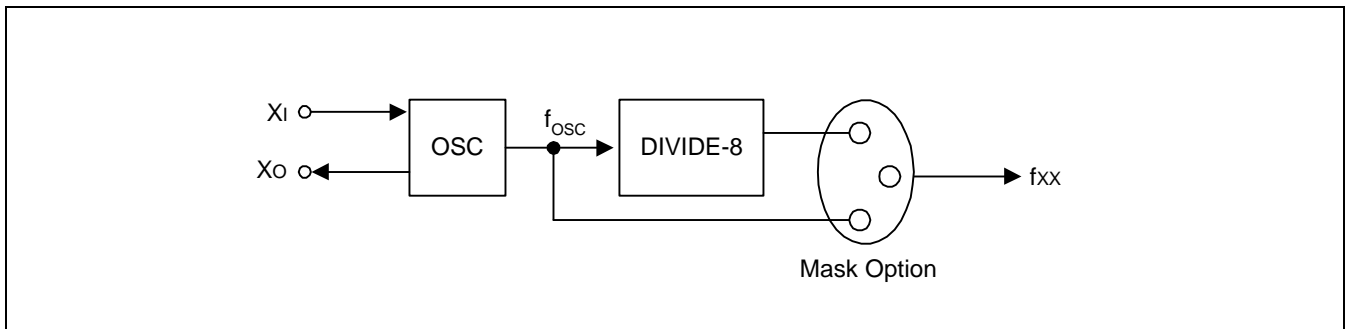 XI
XO
OSC
fOSC
DIVIDE-8
fXX
Mask Option